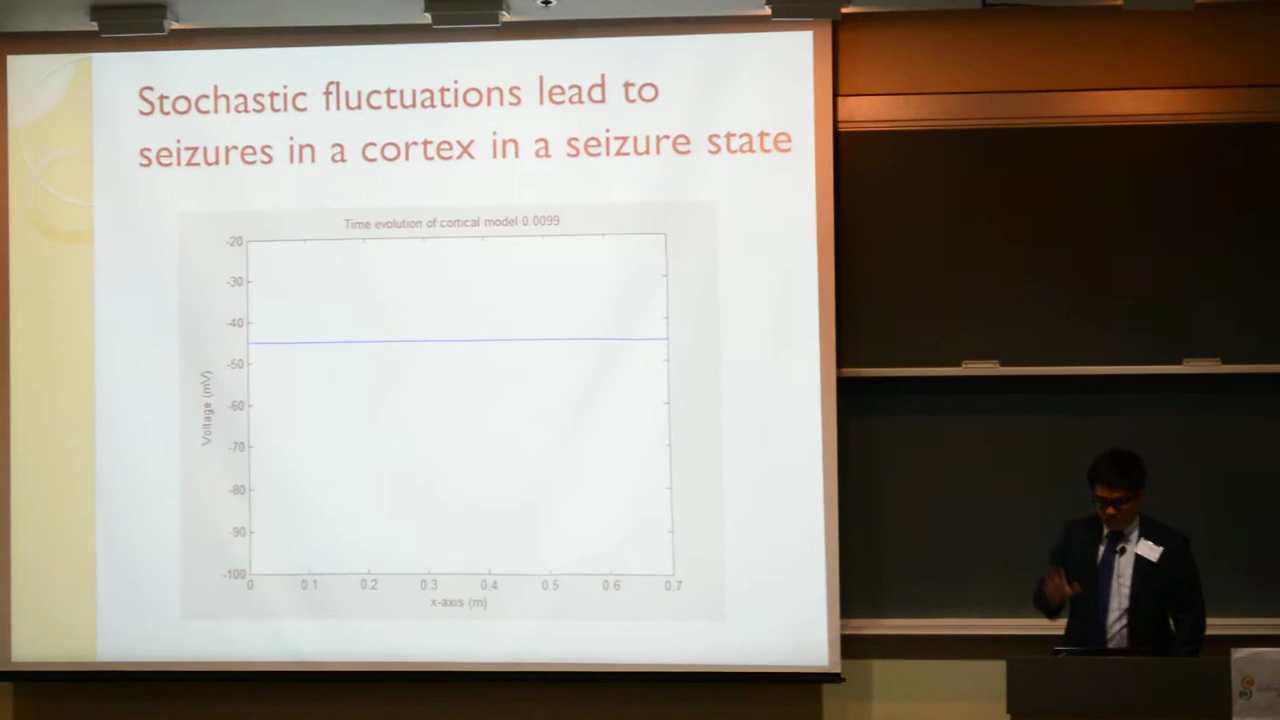 Stochastic fluctuations lead to
seizures in a cortex in a seizure state
Time evolution of cortical model 0.0099
-20
-30
-40
-50
-60
-70
-80
-90
-100
Voltage (mV)
0 0.1 0.2 0.3 0.4 0.5 0.6 0.7
x-axis (m)